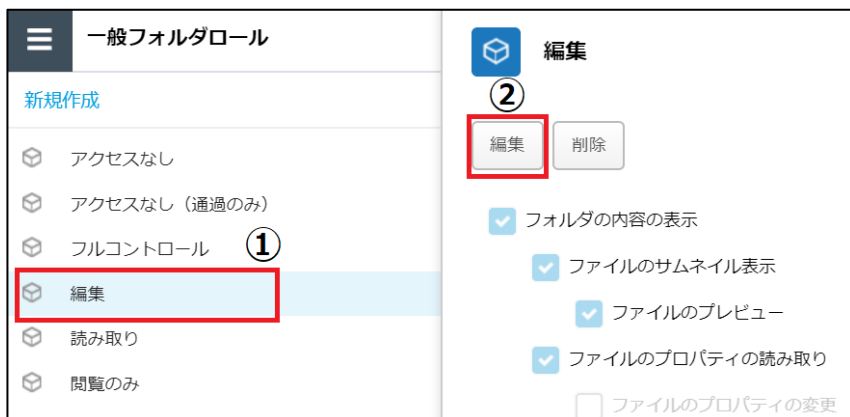 一般フォルダロール
新規作成
アクセスなし
アクセスなし（通過のみ）
フルコントロール
①
編集
読み取り
閲覧のみ
編集
②
編集 削除
フォルダの内容の表示
ファイルのサムネイル表示
ファイルのプレビュー
ファイルのプロパティの読み取り
ファイルのプロパティの変更